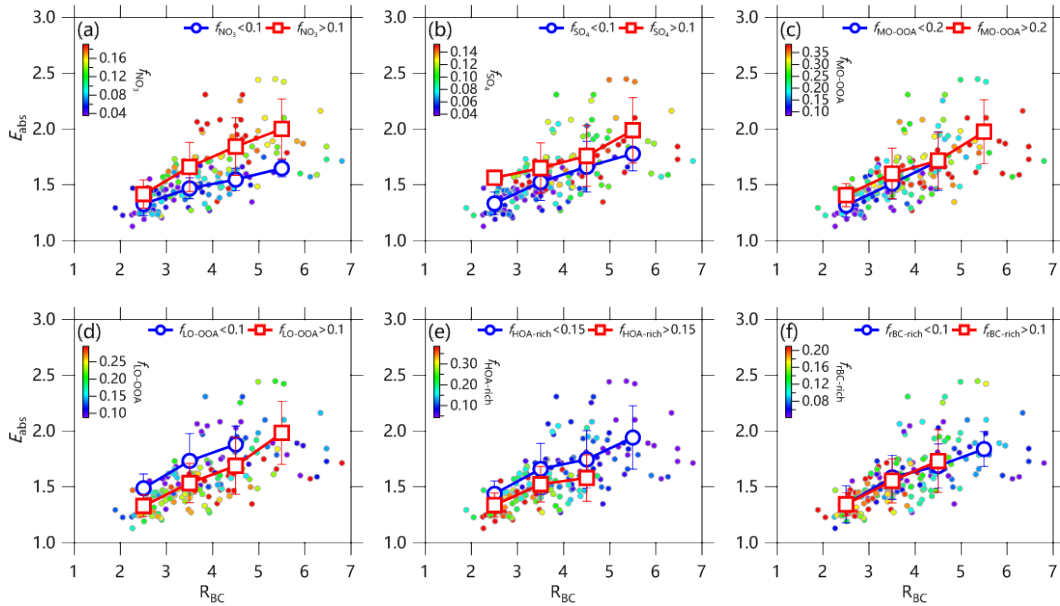 (a) f_NO3<0.1 f_NO3>0.1
(b) f_SO4<0.1 f_SO4>0.1
(c) f_MO-OOA<0.2 f_MO-OOA>0.2
E_abs
3.0
2.5
2.0
1.5
1.0
0.16
0.12
0.08
0.04
f_NO3
1 2 3 4 5 6 7
3.0
2.5
2.0
1.5
1.0
0.14
0.12
0.10
0.08
0.06
0.04
f_SO4
1 2 3 4 5 6 7
3.0
2.5
2.0
1.5
1.0
0.35
0.30
0.25
0.20
0.15
0.10
f_MO-OOA
1 2 3 4 5 6 7
(d) f_LO-OOA<0.1 f_LO-OOA>0.1
(e) f_HOA-rich<0.15 f_HOA-rich>0.15
(f) f_rBC-rich<0.1 f_rBC-rich>0.1
E_abs
3.0
2.5
2.0
1.5
1.0
0.25
0.20
0.15
0.10
f_LO-OOA
1 2 3 4 5 6 7
R_BC
3.0
2.5
2.0
1.5
1.0
0.30
0.20
0.10
f_HOA-rich
1 2 3 4 5 6 7
R_BC
3.0
2.5
2.0
1.5
1.0
0.20
0.16
0.12
0.08
f_rBC-rich
1 2 3 4 5 6 7
R_BC